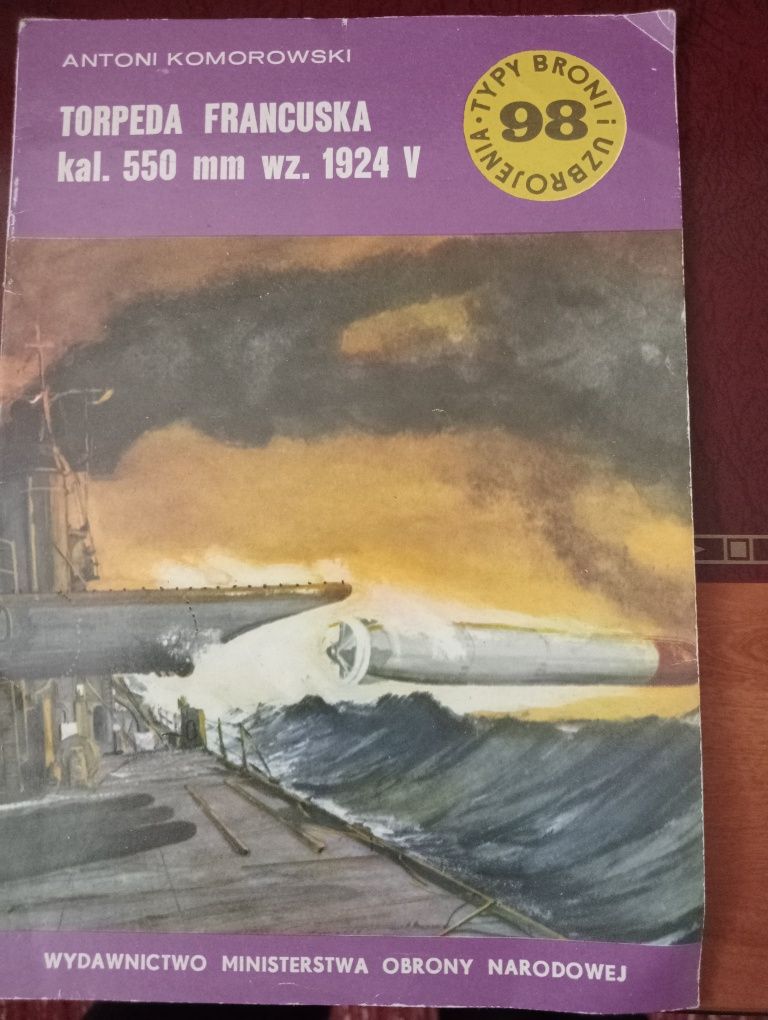 ANTONI KOMOROWSKI
TORPEDA FRANCUSKA
kal. 550 mm wz. 1924 V
TYPY BRONI i UZBROJENIA
98
WYDAWNICTWO MINISTERSTWA OBRONY NARODOWEJ